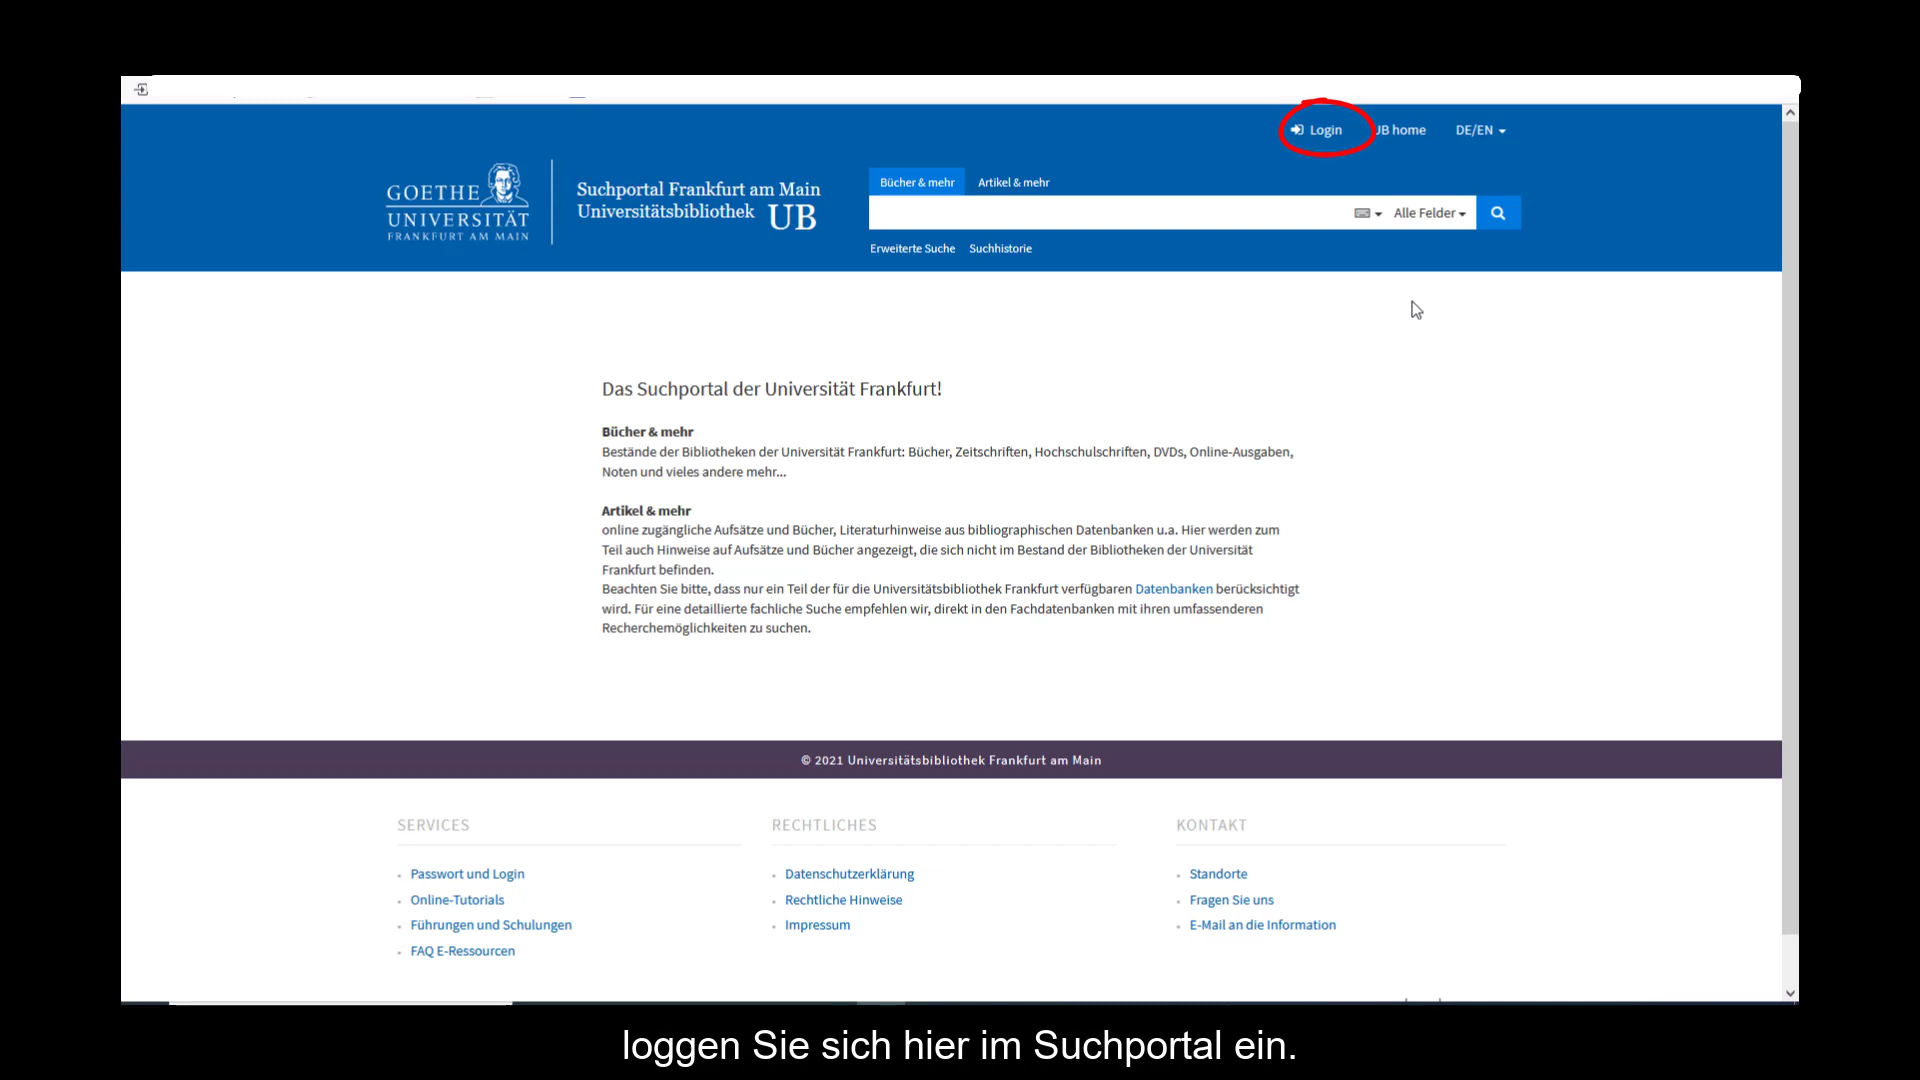 Login
UB home
DE/EN
GOETHE
UNIVERSITÄT
FRANKFURT AM MAIN
Suchportal Frankfurt am Main
Universitätsbibliothek UB
Bücher & mehr
Artikel & mehr
Alle Felder
Erweiterte Suche
Suchhistorie
Das Suchportal der Universität Frankfurt!
Bücher & mehr
Bestände der Bibliotheken der Universität Frankfurt: Bücher, Zeitschriften, Hochschulschriften, DVDs, Online-Ausgaben,
Noten und vieles andere mehr...
Artikel & mehr
online zugängliche Aufsätze und Bücher, Literaturhinweise aus bibliographischen Datenbanken u.a. Hier werden zum
Teil auch Hinweise auf Aufsätze und Bücher angezeigt, die sich nicht im Bestand der Bibliotheken der Universität
Frankfurt befinden.
Beachten Sie bitte, dass nur ein Teil der für die Universitätsbibliothek Frankfurt verfügbaren Datenbanken berücksichtigt
wird. Für eine detaillierte fachliche Suche empfehlen wir, direkt in den Fachdatenbanken mit ihren umfassenderen
Recherchemöglichkeiten zu suchen.
© 2021 Universitätsbibliothek Frankfurt am Main
SERVICES
Passwort und Login
Online-Tutorials
Führungen und Schulungen
FAQ E-Ressourcen
RECHTLICHES
Datenschutzerklärung
Rechtliche Hinweise
Impressum
KONTAKT
Standorte
Fragen Sie uns
E-Mail an die Information
loggen Sie sich hier im Suchportal ein.